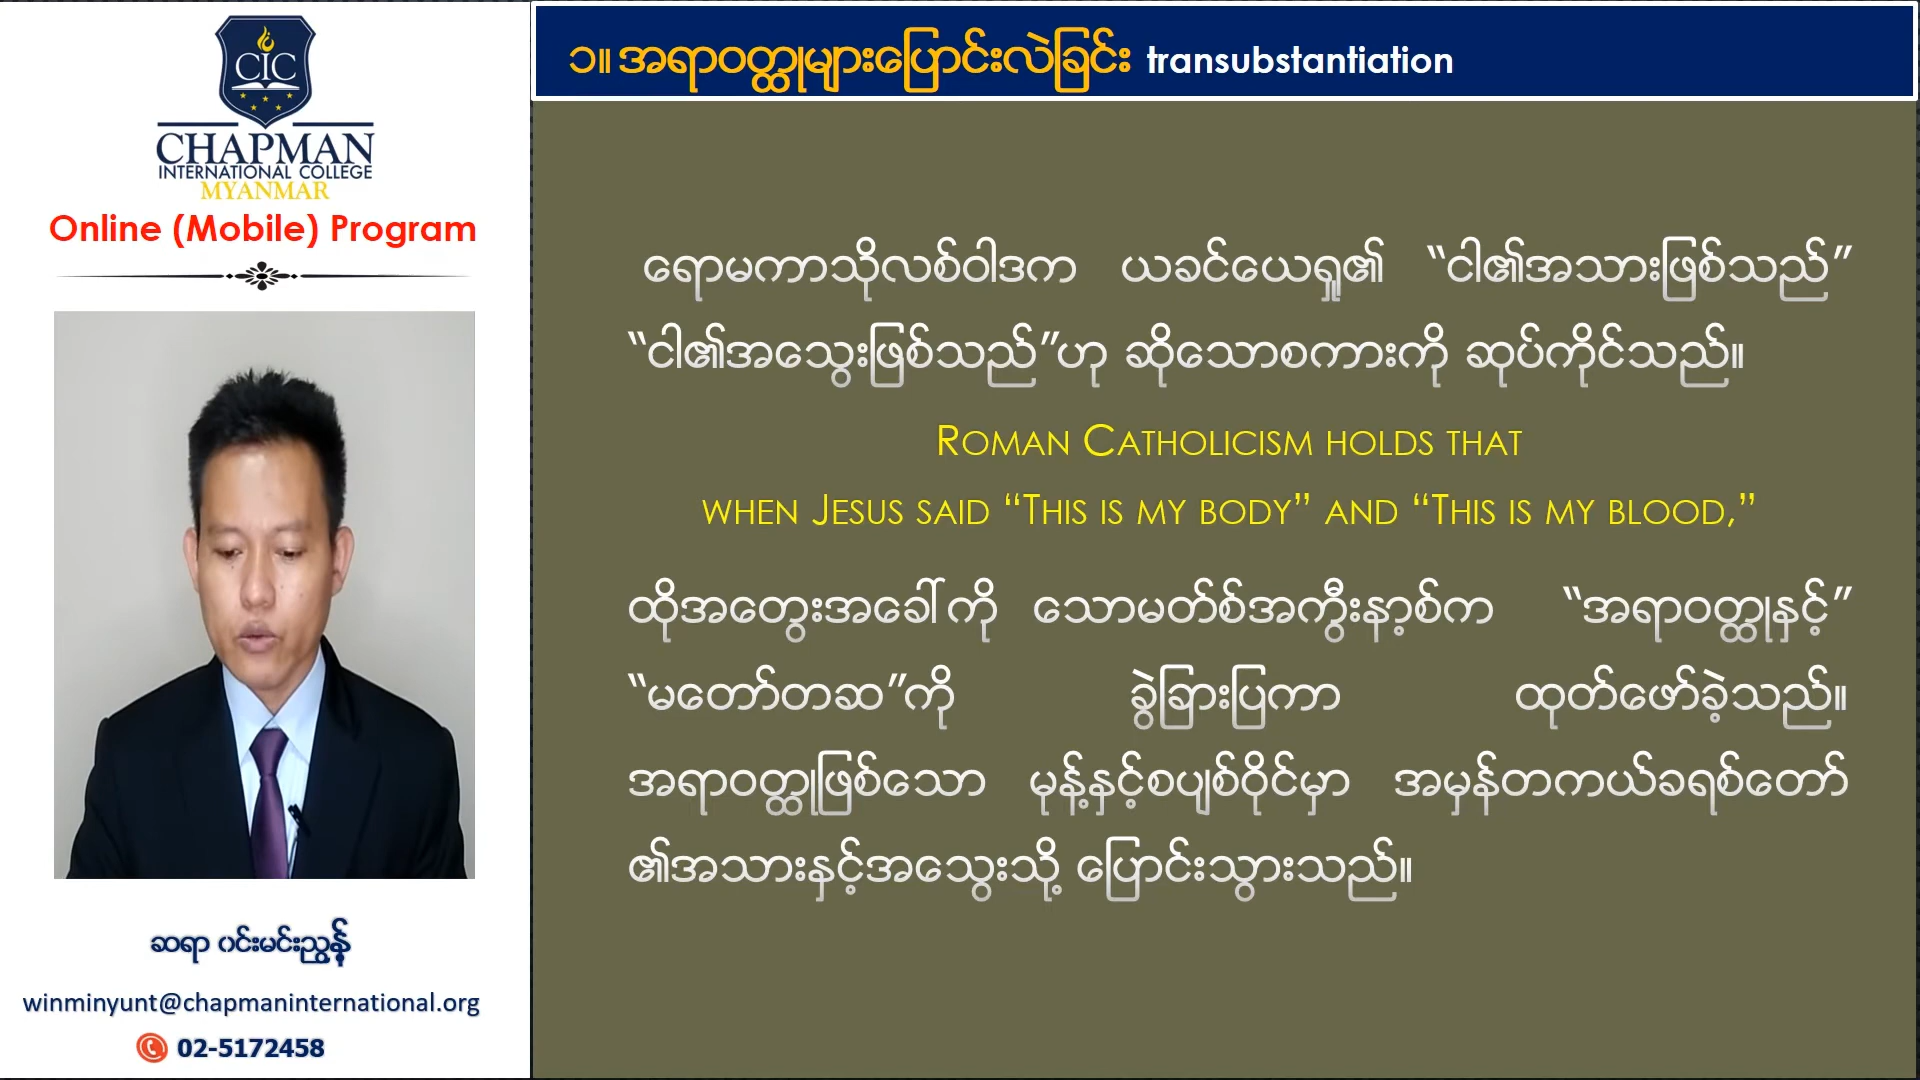 CIC
CHAPMAN
INTERNATIONAL COLLEGE
MYANMAR
Online (Mobile) Program
ဆရာ ဝင်းမင်းညွန့်
winminyunt@chapmaninternational.org
02-5172458
၁။ အရာဝတ္ထုများပြောင်းလဲခြင်း transubstantiation
ရောမကာသိုလစ်ဝါဒက ယခင်ယေရှု၏ “ငါ၏အသားဖြစ်သည်”
“ငါ၏အသွေးဖြစ်သည်”ဟု ဆိုသောစကားကို ဆုပ်ကိုင်သည်။
ROMAN CATHOLICISM HOLDS THAT
WHEN JESUS SAID “THIS IS MY BODY” AND “THIS IS MY BLOOD,”
ထိုအတွေးအခေါ်ကို သောမတ်စ်အကွီးနာ့စ်က “အရာဝတ္ထုနှင့်”
“မတော်တဆ”ကို ခွဲခြားပြကာ ထုတ်ဖော်ခဲ့သည်။
အရာဝတ္ထုဖြစ်သော မုန့်နှင့်စပျစ်ဝိုင်မှာ အမှန်တကယ်ခရစ်တော်
၏အသားနှင့်အသွေးသို့ ပြောင်းသွားသည်။